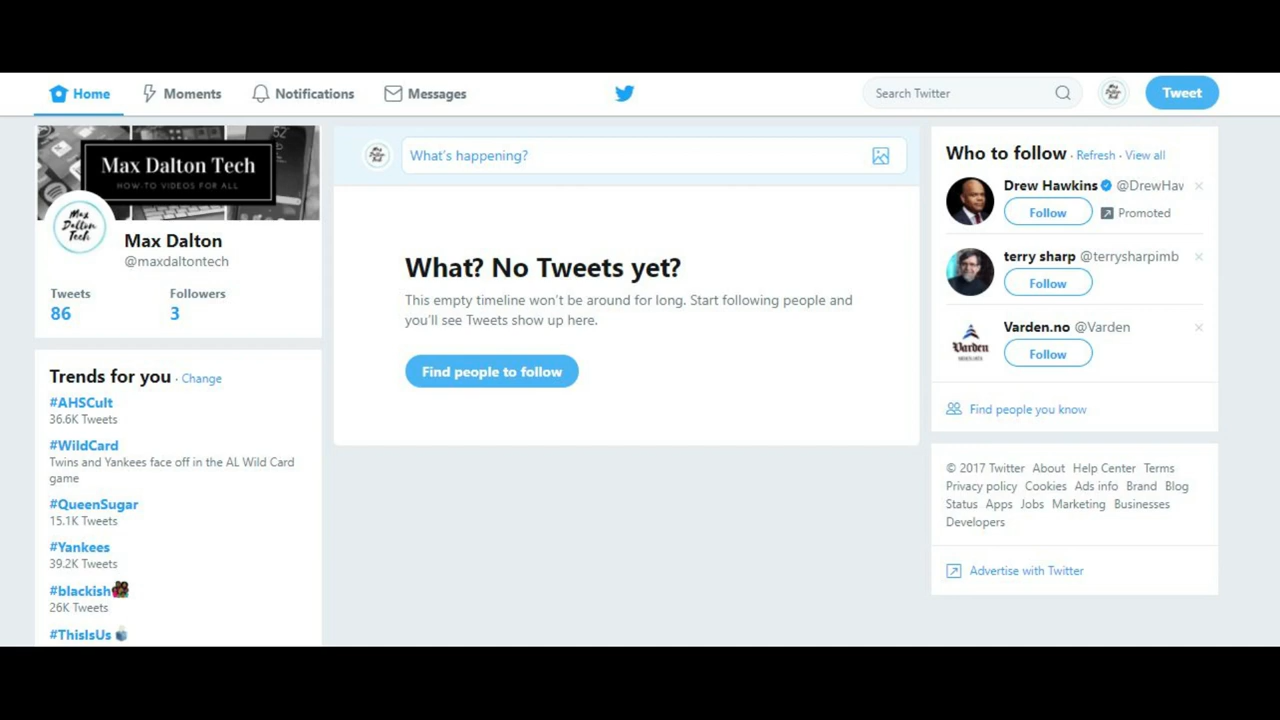 Home Moments Notifications Messages Search Twitter Tweet
Max Dalton Tech
HOW-TO VIDEOS FOR ALL
Max
Dalton
Tech
Max Dalton
@maxdaltontech
Tweets Followers
86 3
Trends for you · Change
#AHSCult
36.6K Tweets
#WildCard
Twins and Yankees face off in the AL Wild Card
game
#QueenSugar
15.1K Tweets
#Yankees
39.2K Tweets
#blackish
26K Tweets
#ThisIsUs
What's happening?
What? No Tweets yet?
This empty timeline won't be around for long. Start following people and
you'll see Tweets show up here.
Find people to follow
Who to follow · Refresh · View all
Drew Hawkins @DrewHav
Follow Promoted
terry sharp @terrysharpimb
Follow
Varden.no @Varden
Varden
Follow
Find people you know
© 2017 Twitter About Help Center Terms
Privacy policy Cookies Ads info Brand Blog
Status Apps Jobs Marketing Businesses
Developers
Advertise with Twitter